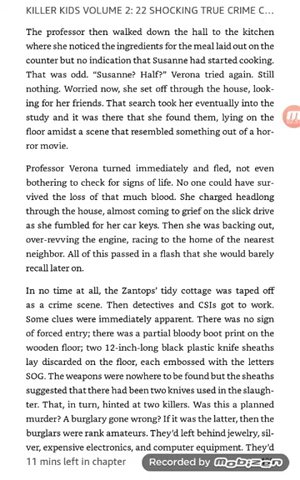 KILLER KIDS VOLUME 2: 22 SHOCKING TRUE CRIME C...
The professor then walked down the hall to the kitchen
where she noticed the ingredients for the meal laid out on the
counter but no indication that Susanne had started cooking.
That was odd. “Susanne? Half?” Verona tried again. Still
nothing. Worried now, she set off through the house, look-
ing for her friends. That search took her eventually into the
study and it was there that she found them, lying on the
floor amidst a scene that resembled something out of a hor-
ror movie.
Professor Verona turned immediately and fled, not even
bothering to check for signs of life. No one could have sur-
vived the loss of that much blood. She charged headlong
through the house, almost coming to grief on the slick drive
as she fumbled for her car keys. Then she was backing out,
over-revving the engine, racing to the home of the nearest
neighbor. All of this passed in a flash that she would barely
recall later on.
In no time at all, the Zantops’ tidy cottage was taped off
as a crime scene. Then detectives and CSIs got to work.
Some clues were immediately apparent. There was no sign
of forced entry; there was a partial bloody boot print on the
wooden floor; two 12-inch-long black plastic knife sheaths
lay discarded on the floor, each embossed with the letters
SOG. The weapons were nowhere to be found but the sheaths
suggested that there had been two knives used in the slaugh-
ter. That, in turn, hinted at two killers. Was this a planned
murder? A burglary gone wrong? If it was the latter, then the
burglars were rank amateurs. They’d left behind jewelry, sil-
ver, expensive electronics, and computer equipment. They’d
11 mins left in chapter
Recorded by mobizen